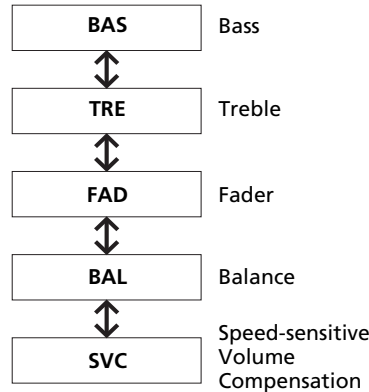 BAS Bass
TRE Treble
FAD Fader
BAL Balance
SVC Speed-sensitive
Volume
Compensation